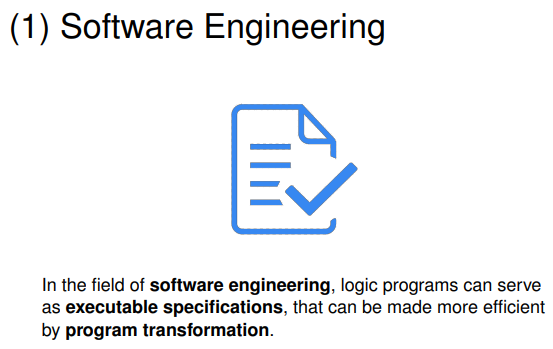 (1) Software Engineering
In the field of software engineering, logic programs can serve
as executable specifications, that can be made more efficient
by program transformation.